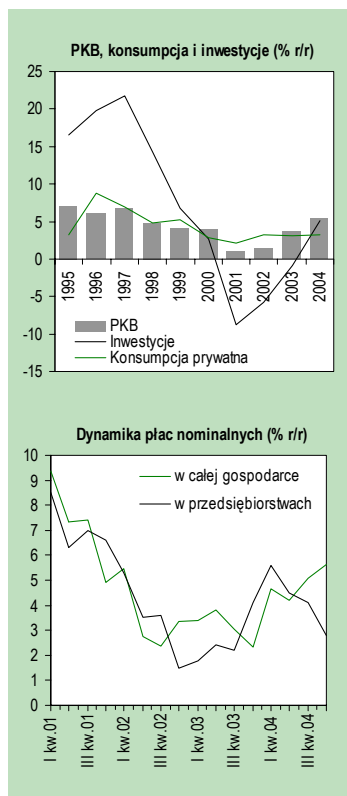 PKB, konsumpcja i inwestycje (% r/r)
25
20
15
10
5
0
-5
-10
-15
1995
1996
1997
1998
1999
2000
2001
2002
2003
2004
PKB
Inwestycje
Konsumpcja prywatna
Dynamika płac nominalnych (% r/r)
10
9
8
7
6
5
4
3
2
1
0
w całej gospodarce
w przedsiębiorstwach
I kw.01
III kw.01
I kw.02
III kw.02
I kw.03
III kw.03
I kw.04
III kw.04